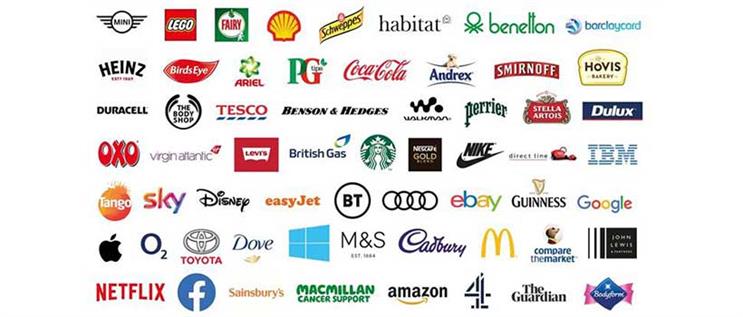 MINI LEGO FAIRY Schweppes habitat benetton barclaycard
HEINZ ESTD 1869 BirdsEye ARIEL PG tips Coca-Cola Andrex SMIRNOFF HOVIS BAKERY
DURACELL THE BODY SHOP TESCO BENSON & HEDGES WALKMAN perrier STELLA ARTOIS Dulux
OXO virgin atlantic LEVI'S British Gas NESCAFÉ GOLD BLEND NIKE direct line IBM
Tango sky Disney easyJet BT ebay GUINNESS Google
O2 TOYOTA Dove M&S EST. 1884 Cadbury M compare the market JOHN LEWIS & PARTNERS
NETFLIX f Sainsbury's MACMILLAN CANCER SUPPORT amazon 4 The Guardian Bodyform